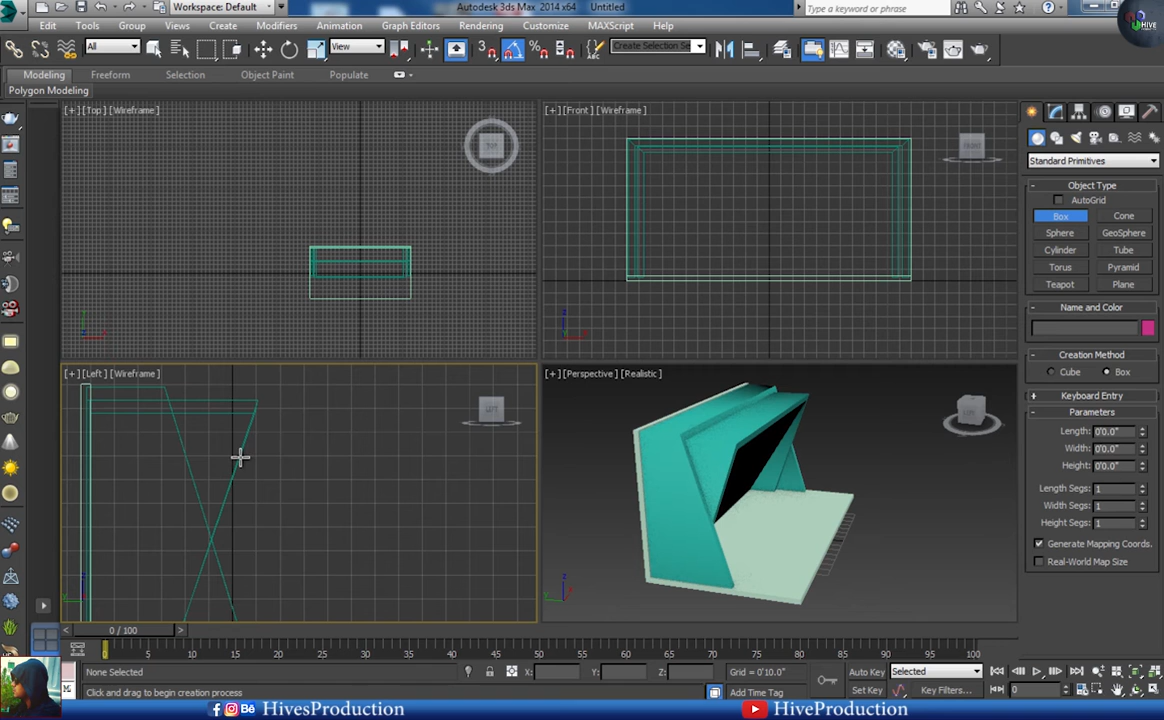 Workspace: Default
Autodesk 3ds Max 2014 x64 Untitled
Type a keyword or phrase
HIVE
Edit Tools Group Views Create Modifiers Animation Graph Editors Rendering Customize MAXScript Help
All View Create Selection Se
Modeling Freeform Selection Object Paint Populate
Polygon Modeling
[+] [Top] [Wireframe]
TOP
[+] [Front] [Wireframe]
FRONT
Standard Primitives
- Object Type
AutoGrid
Box Cone
Sphere GeoSphere
Cylinder Tube
Torus Pyramid
Teapot Plane
- Name and Color
- Creation Method
Cube Box
+ Keyboard Entry
- Parameters
Length: 0'0.0"
Width: 0'0.0"
Height: 0'0.0"
Length Segs: 1
Width Segs: 1
Height Segs: 1
Generate Mapping Coords.
Real-World Map Size
[+] [Left] [Wireframe]
LEFT
[+] [Perspective] [Realistic]
< 0 / 100 >
0 5 10 15 20 25 30 35 40 45 50 55 60 65 70 75 80 85 90 95 100
None Selected X: Y: Z: Grid = 0'10.0" Auto Key Selected
Click and drag to begin creation process Add Time Tag Set Key Key Filters... 0
HivesProduction HiveProduction